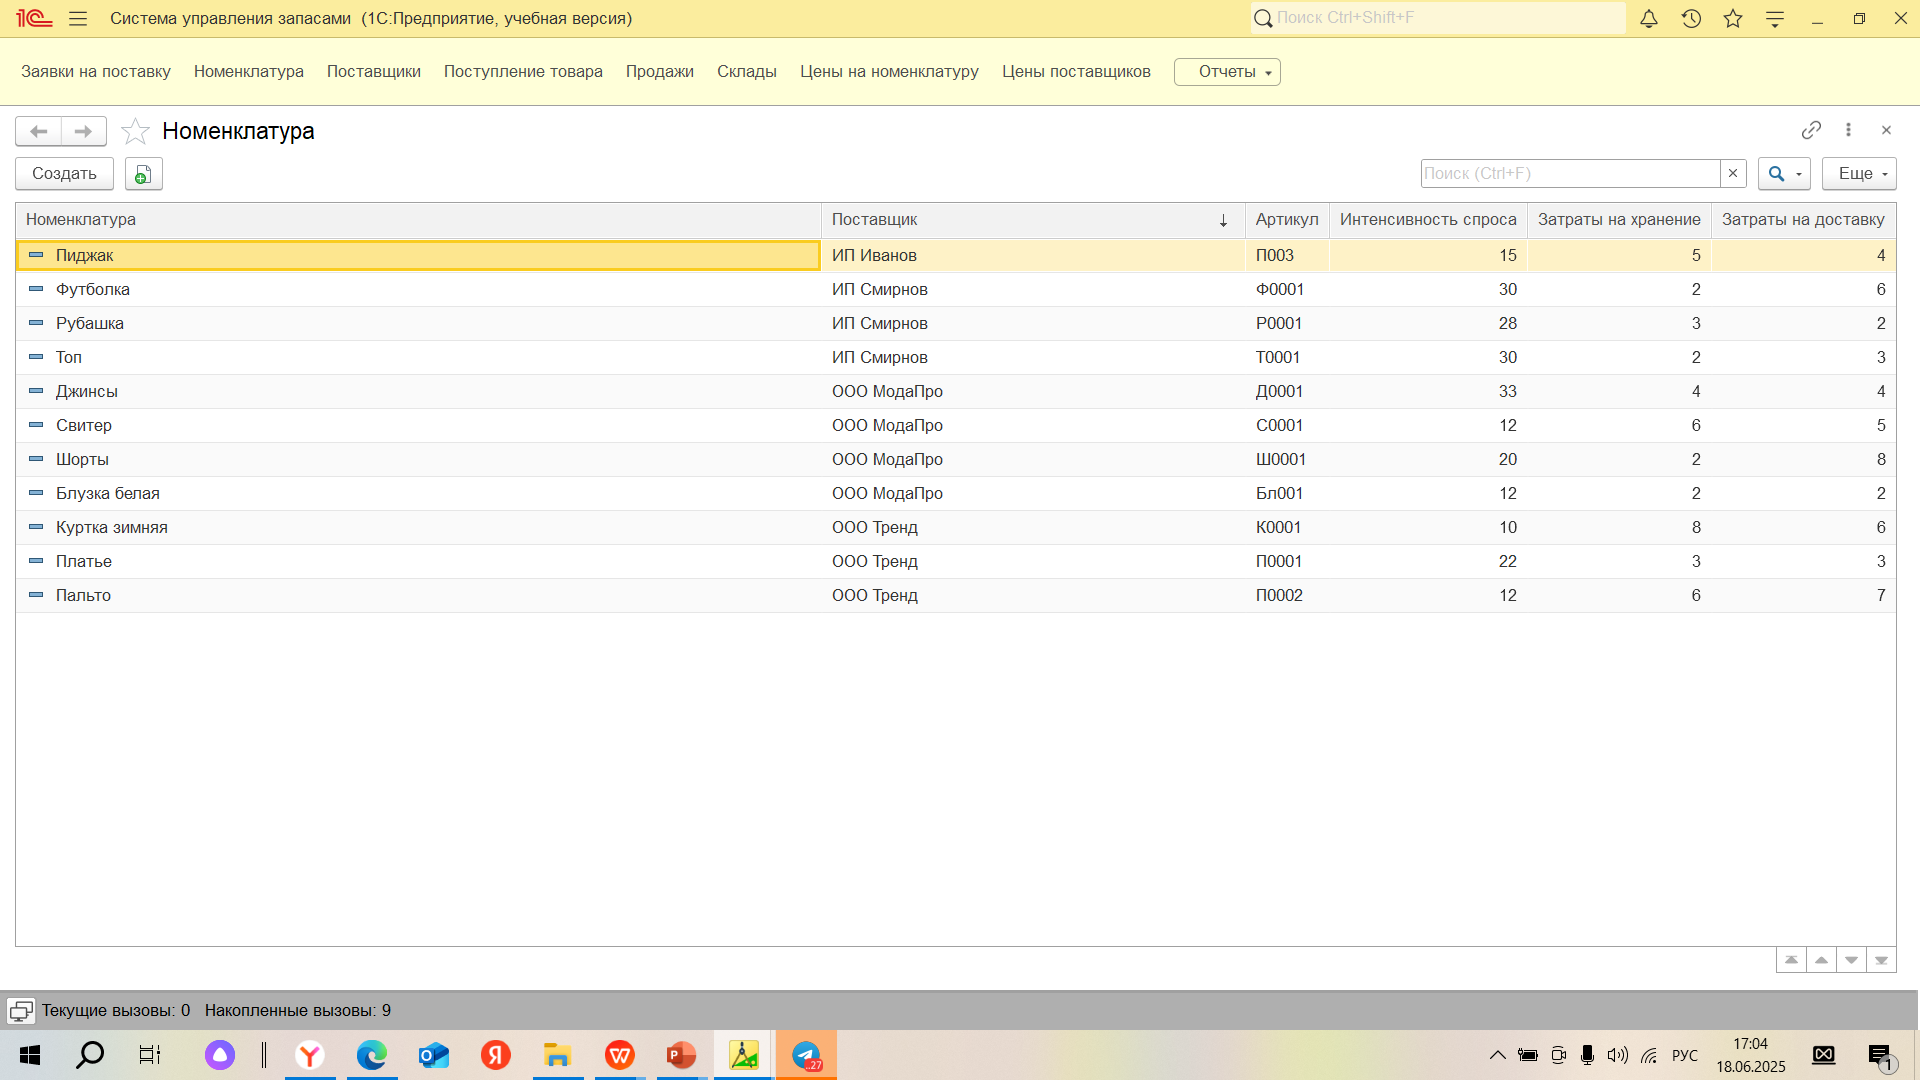 1С Система управления запасами (1С:Предприятие, учебная версия) Поиск Ctrl+Shift+F
Заявки на поставку Номенклатура Поставщики Поступление товара Продажи Склады Цены на номенклатуру Цены поставщиков Отчеты
Номенклатура
Создать Поиск (Ctrl+F) × Еще
Номенклатура Поставщик Артикул Интенсивность спроса Затраты на хранение Затраты на доставку
Пиджак ИП Иванов П003 15 5 4
Футболка ИП Смирнов Ф0001 30 2 6
Рубашка ИП Смирнов Р0001 28 3 2
Топ ИП Смирнов Т0001 30 2 3
Джинсы ООО МодаПро Д0001 33 4 4
Свитер ООО МодаПро С0001 12 6 5
Шорты ООО МодаПро Ш0001 20 2 8
Блузка белая ООО МодаПро Бл001 12 2 2
Куртка зимняя ООО Тренд К0001 10 8 6
Платье ООО Тренд П0001 22 3 3
Пальто ООО Тренд П0002 12 6 7
Текущие вызовы: 0 Накопленные вызовы: 9
Я P ..27 РУС 17:04
18.06.2025 1